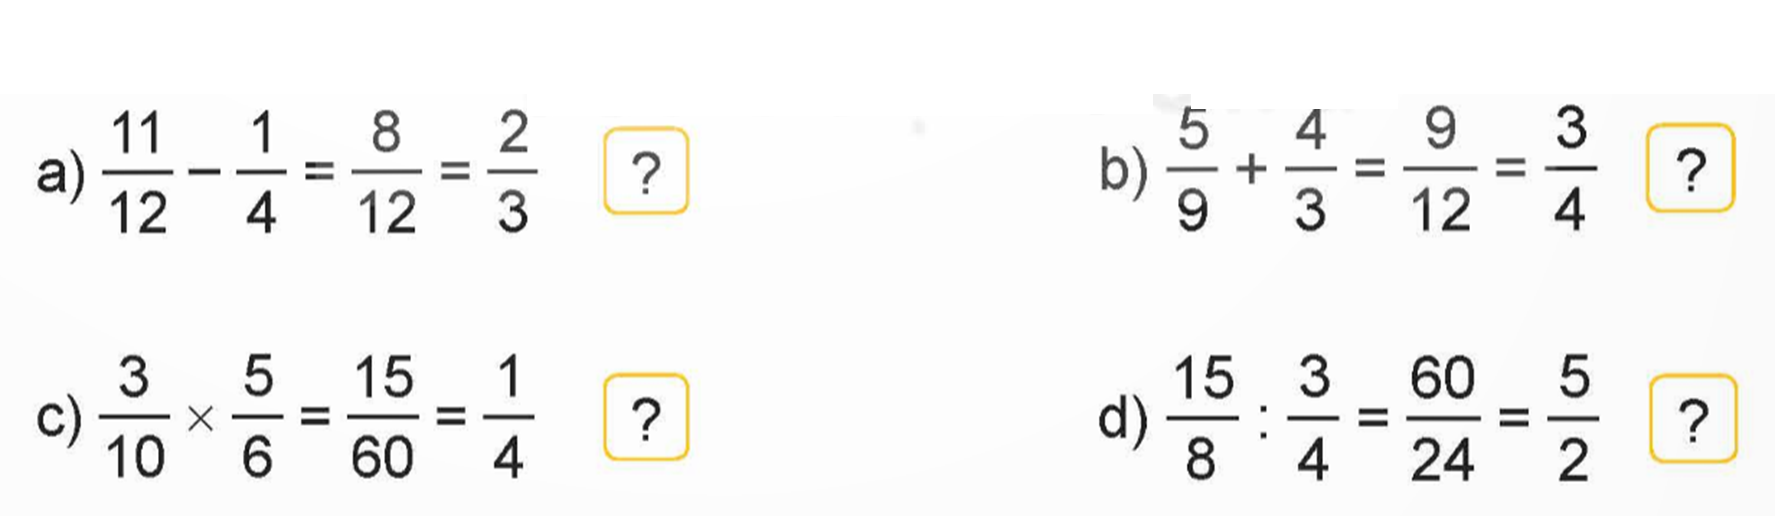 a) 11/12 − 1/4 = 8/12 = 2/3 ?
b) 5/9 + 4/3 = 9/12 = 3/4 ?
c) 3/10 × 5/6 = 15/60 = 1/4 ?
d) 15/8 : 3/4 = 60/24 = 5/2 ?